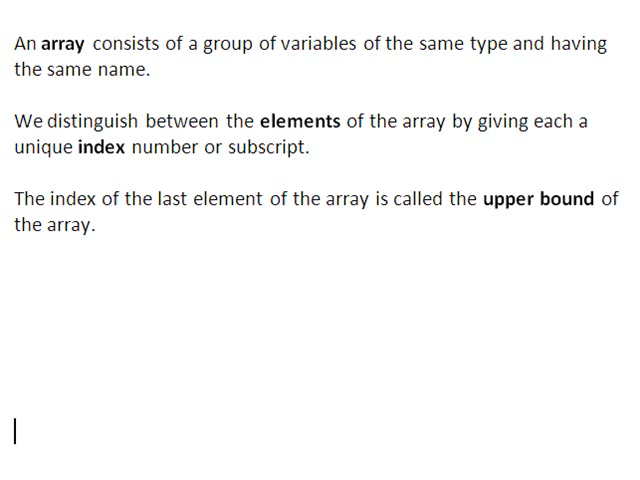 An array consists of a group of variables of the same type and having
the same name.
We distinguish between the elements of the array by giving each a
unique index number or subscript.
The index of the last element of the array is called the upper bound of
the array.